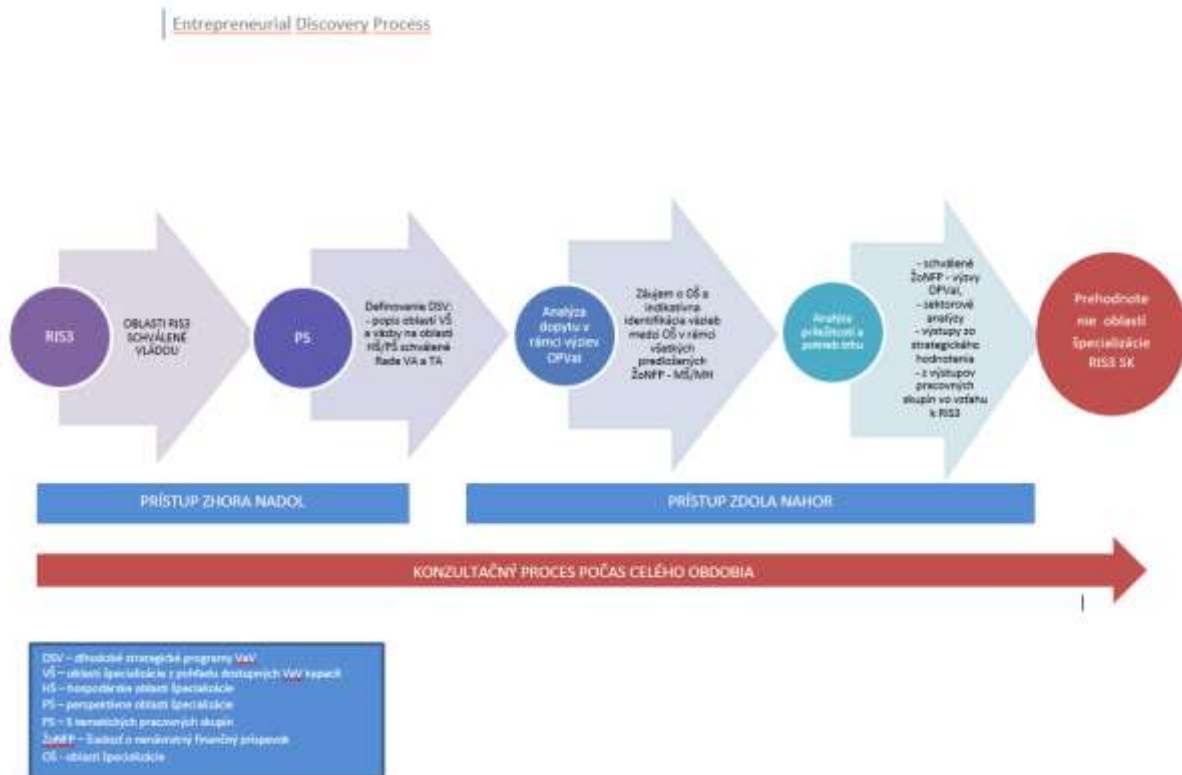 Entrepreneurial Discovery Process
RIS3
OBLASTI RIS3
SCHVÁLENÉ
VLÁDOU
PS
Definovanie DSV:
- popis oblastí VŠ
a väzby na oblasti
HŠ/PŠ schválené
Rade VA a TA
Analýza
dopytu v
rámci výziev
OPVaI
Záujem o OŠ a
indikatívna
identifikácia väzieb
medzi OŠ v rámci
všetkých
predložených
ŽoNFP - MŠ/MH
Analýza
príležitostí a
potrieb trhu
- schválené
ŽoNFP - výzvy
OPVaI,
- sektorové
analýzy
- výstupy zo
strategického
hodnotenia
- z výstupov
pracovných
skupín vo vzťahu
k RIS3
Prehodnote
nie oblastí
špecializácie
RIS3 SK
PRÍSTUP ZHORA NADOL
PRÍSTUP ZDOLA NAHOR
KONZULTAČNÝ PROCES POČAS CELÉHO OBDOBIA
DSV – dlhodobé strategické programy VaV
VŠ – oblasti špecializácie z pohľadu dostupných VaV kapacít
HŠ – hospodárske oblasti špecializácie
PŠ – perspektívne oblasti špecializácie
PS – 5 tematických pracovných skupín
ŽoNFP – žiadosť o nenávratný finančný príspevok
OŠ - oblasti špecializácie